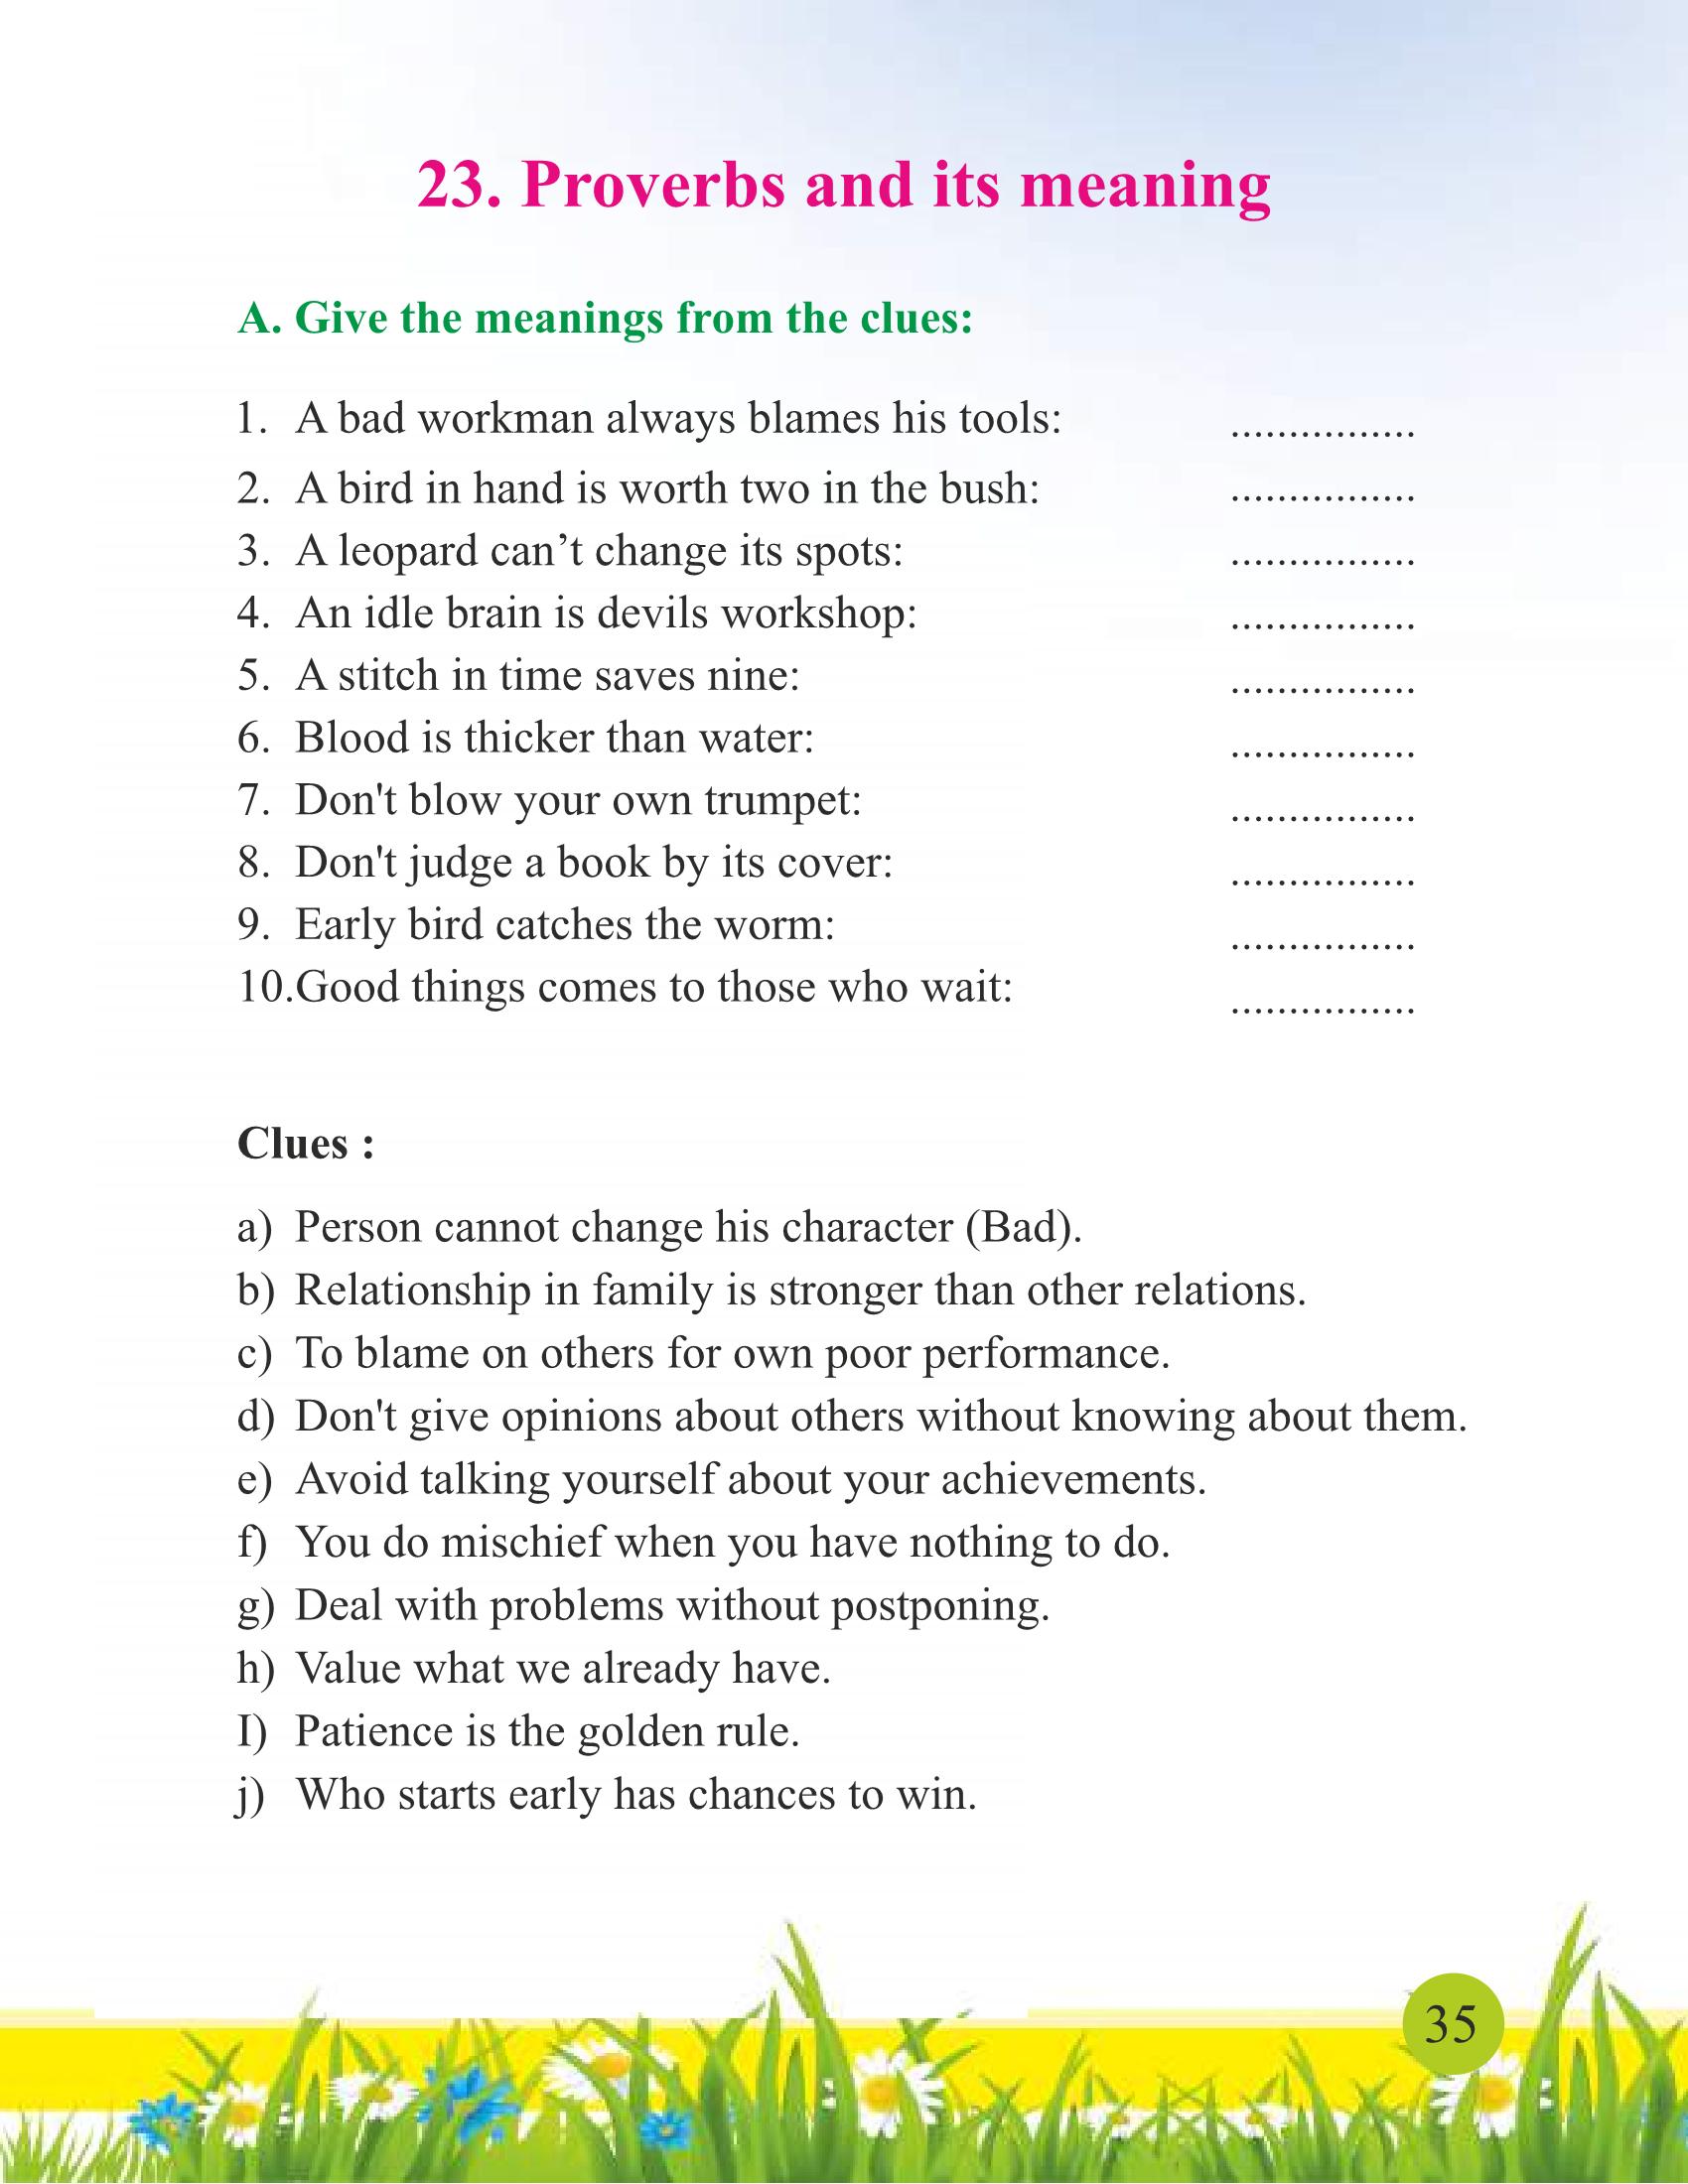 23. Proverbs and its meaning
A. Give the meanings from the clues:
1. A bad workman always blames his tools: ................
2. A bird in hand is worth two in the bush: ................
3. A leopard can’t change its spots: ................
4. An idle brain is devils workshop: ................
5. A stitch in time saves nine: ................
6. Blood is thicker than water: ................
7. Don't blow your own trumpet: ................
8. Don't judge a book by its cover: ................
9. Early bird catches the worm: ................
10.Good things comes to those who wait: ................
Clues :
a) Person cannot change his character (Bad).
b) Relationship in family is stronger than other relations.
c) To blame on others for own poor performance.
d) Don't give opinions about others without knowing about them.
e) Avoid talking yourself about your achievements.
f) You do mischief when you have nothing to do.
g) Deal with problems without postponing.
h) Value what we already have.
I) Patience is the golden rule.
j) Who starts early has chances to win.
35